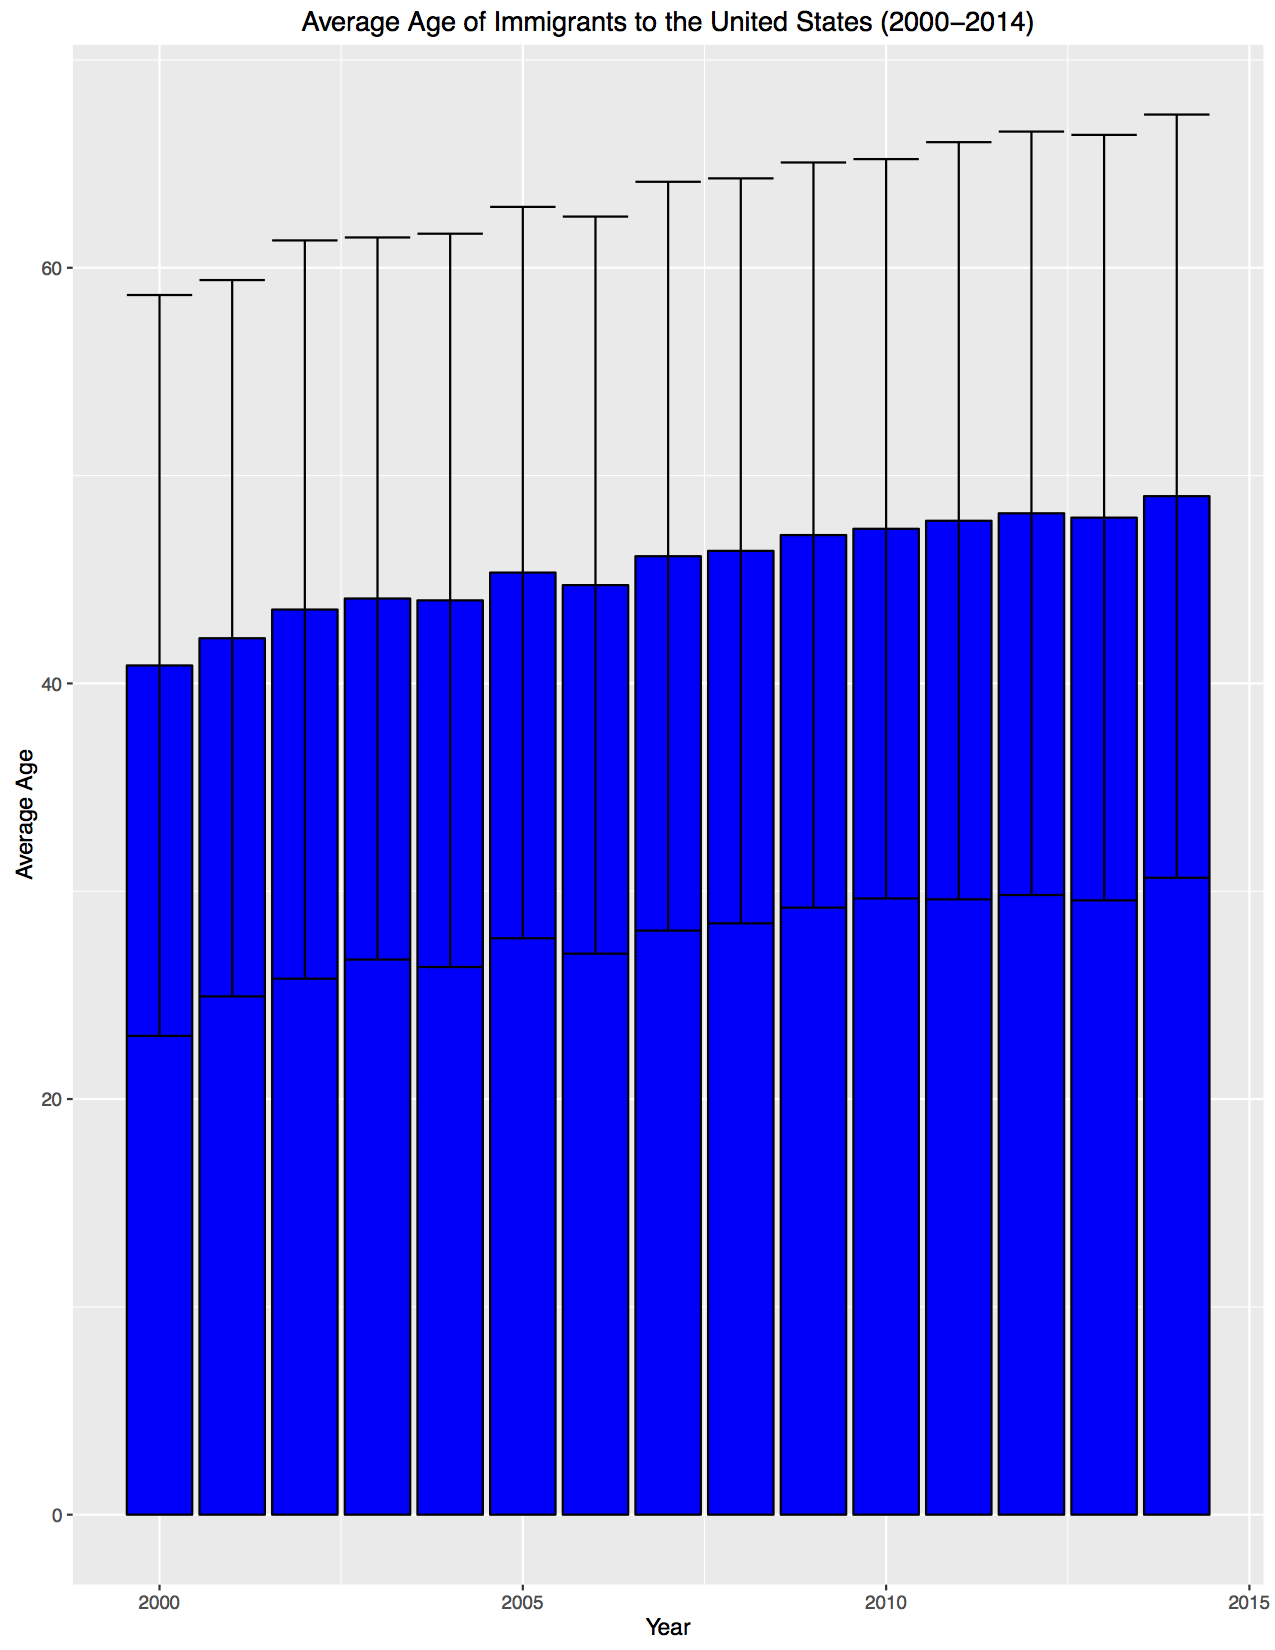 Average Age of Immigrants to the United States (2000−2014)
60
40
20
0
Average Age
2000 2005 2010 2015
Year